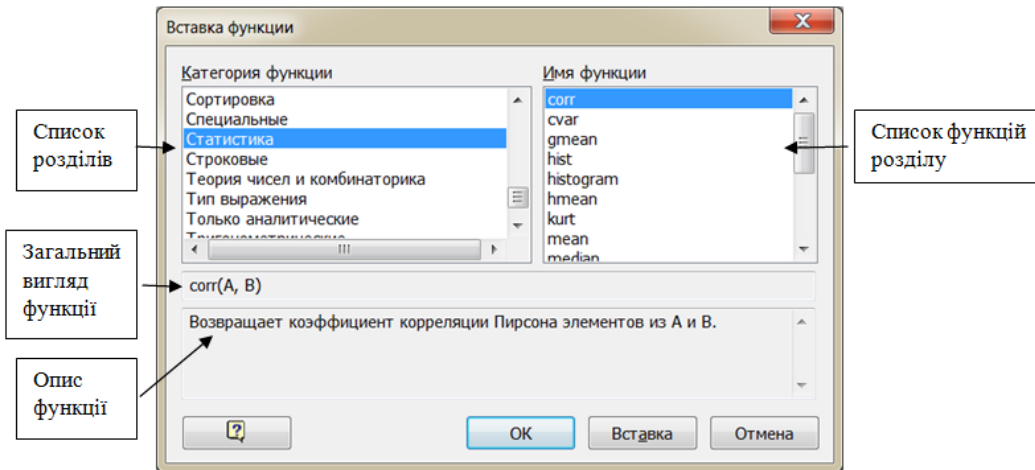 Вставка функции
Категория функции
Имя функции
Сортировка
Специальные
Статистика
Строковые
Теория чисел и комбинаторика
Тип выражения
Только аналитические
Тригонометрические
corr
cvar
gmean
hist
histogram
hmean
kurt
mean
median
corr(A, B)
Возвращает коэффициент корреляции Пирсона элементов из A и B.
OK
Вставка
Отмена
Список
розділів
Загальний
вигляд
функції
Опис
функції
Список функцій
розділу